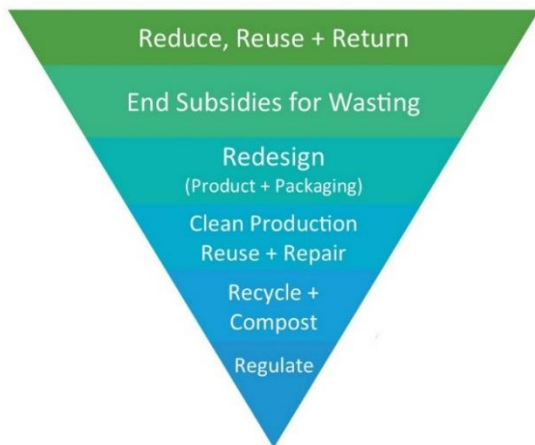 Reduce, Reuse + Return
End Subsidies for Wasting
Redesign
(Product + Packaging)
Clean Production
Reuse + Repair
Recycle +
Compost
Regulate